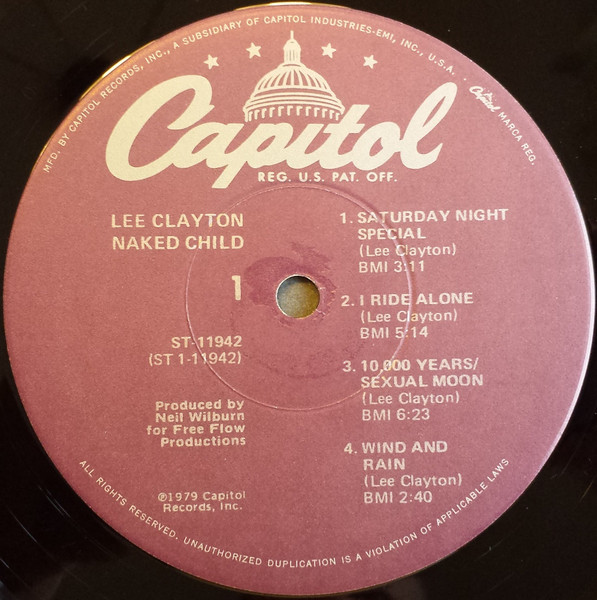 MFD. BY CAPITOL RECORDS, INC., A SUBSIDIARY OF CAPITOL INDUSTRIES-EMI, INC., U.S.A. · Capitol MARCA REG.
Capitol
REG. U.S. PAT. OFF.
LEE CLAYTON
NAKED CHILD
1
ST-11942
(ST 1-11942)
Produced by
Neil Wilburn
for Free Flow
Productions
℗1979 Capitol
Records, Inc.
1. SATURDAY NIGHT
SPECIAL
(Lee Clayton)
BMI 3:11
2. I RIDE ALONE
(Lee Clayton)
BMI 5:14
3. 10,000 YEARS/
SEXUAL MOON
(Lee Clayton)
BMI 6:23
4. WIND AND
RAIN
(Lee Clayton)
BMI 2:40
ALL RIGHTS RESERVED. UNAUTHORIZED DUPLICATION IS A VIOLATION OF APPLICABLE LAWS